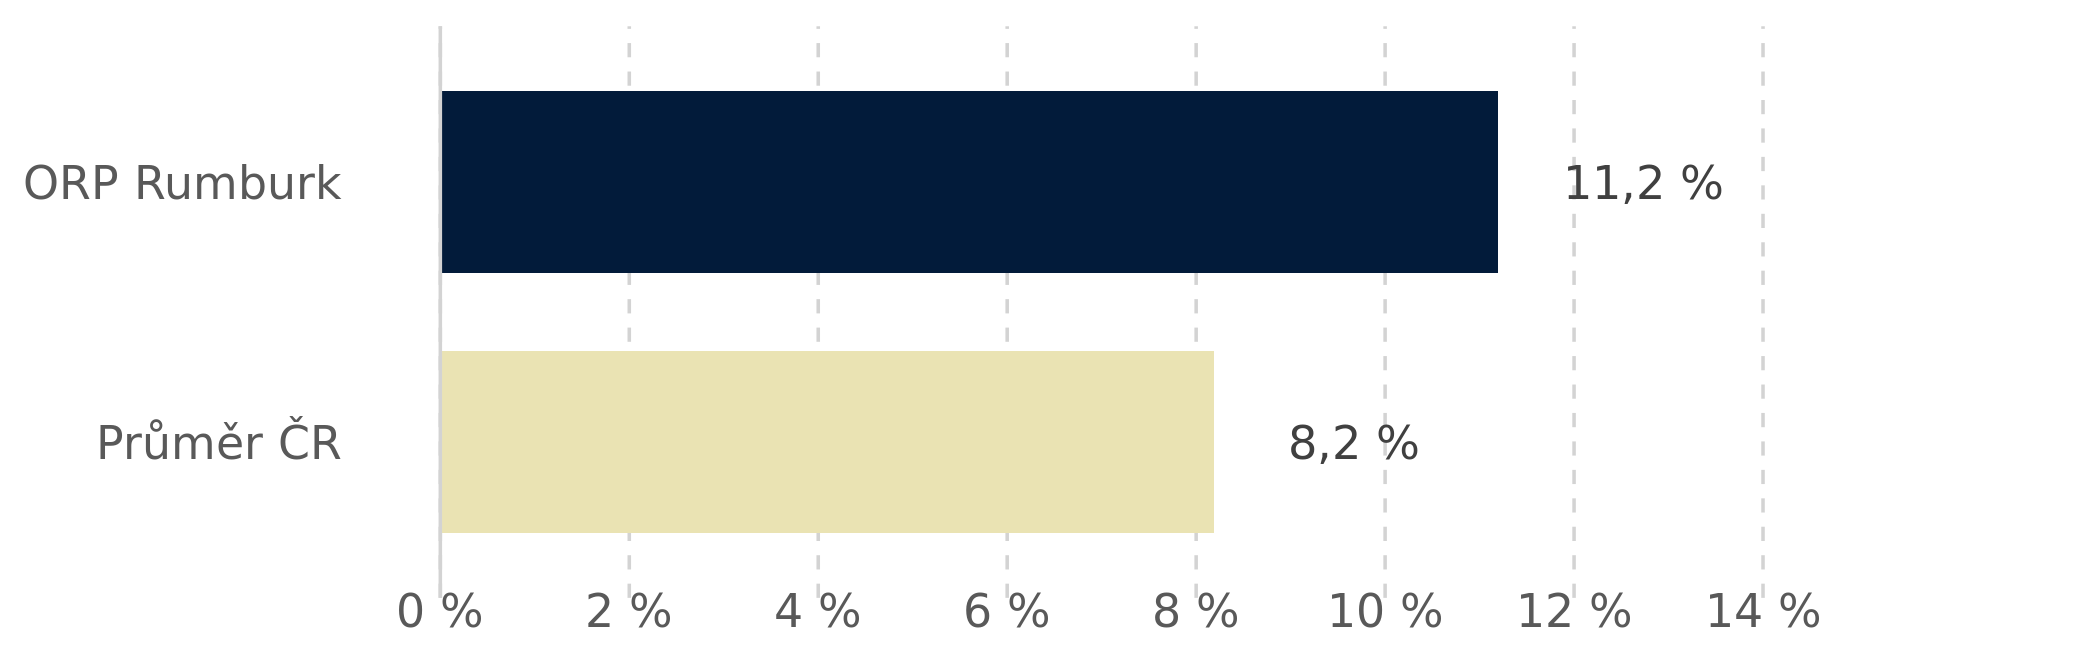 ORP Rumburk 11,2 %
Průměr ČR 8,2 %
0 % 2 % 4 % 6 % 8 % 10 % 12 % 14 %